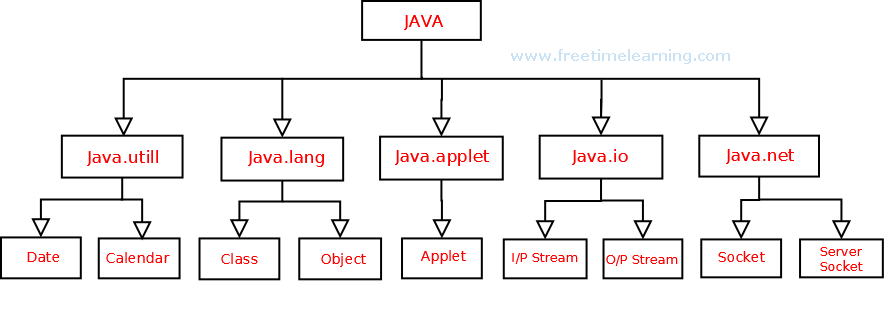 JAVA
www.freetimelearning.com
Java.utill
Java.lang
Java.applet
Java.io
Java.net
Date
Calendar
Class
Object
Applet
I/P Stream
O/P Stream
Socket
Server
Socket